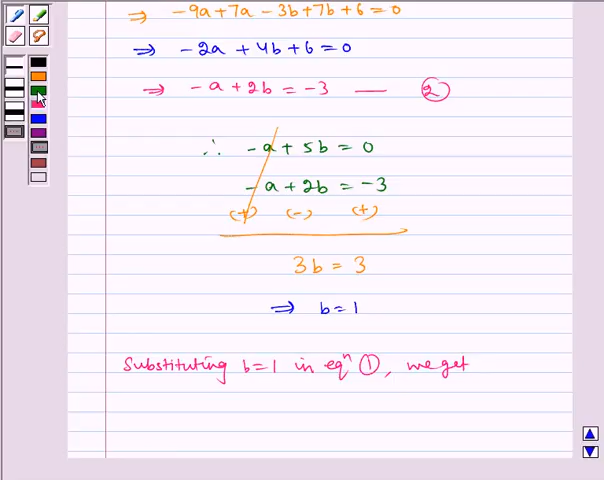 ⇒ -9a + 7a - 3b + 7b + 6 = 0
⇒ -2a + 4b + 6 = 0
⇒ -a + 2b = -3 — ②
∴ -a + 5b = 0
-a + 2b = -3
(+) (-) (+)
3b = 3
⇒ b = 1
Substituting b=1 in eqⁿ ①, we get